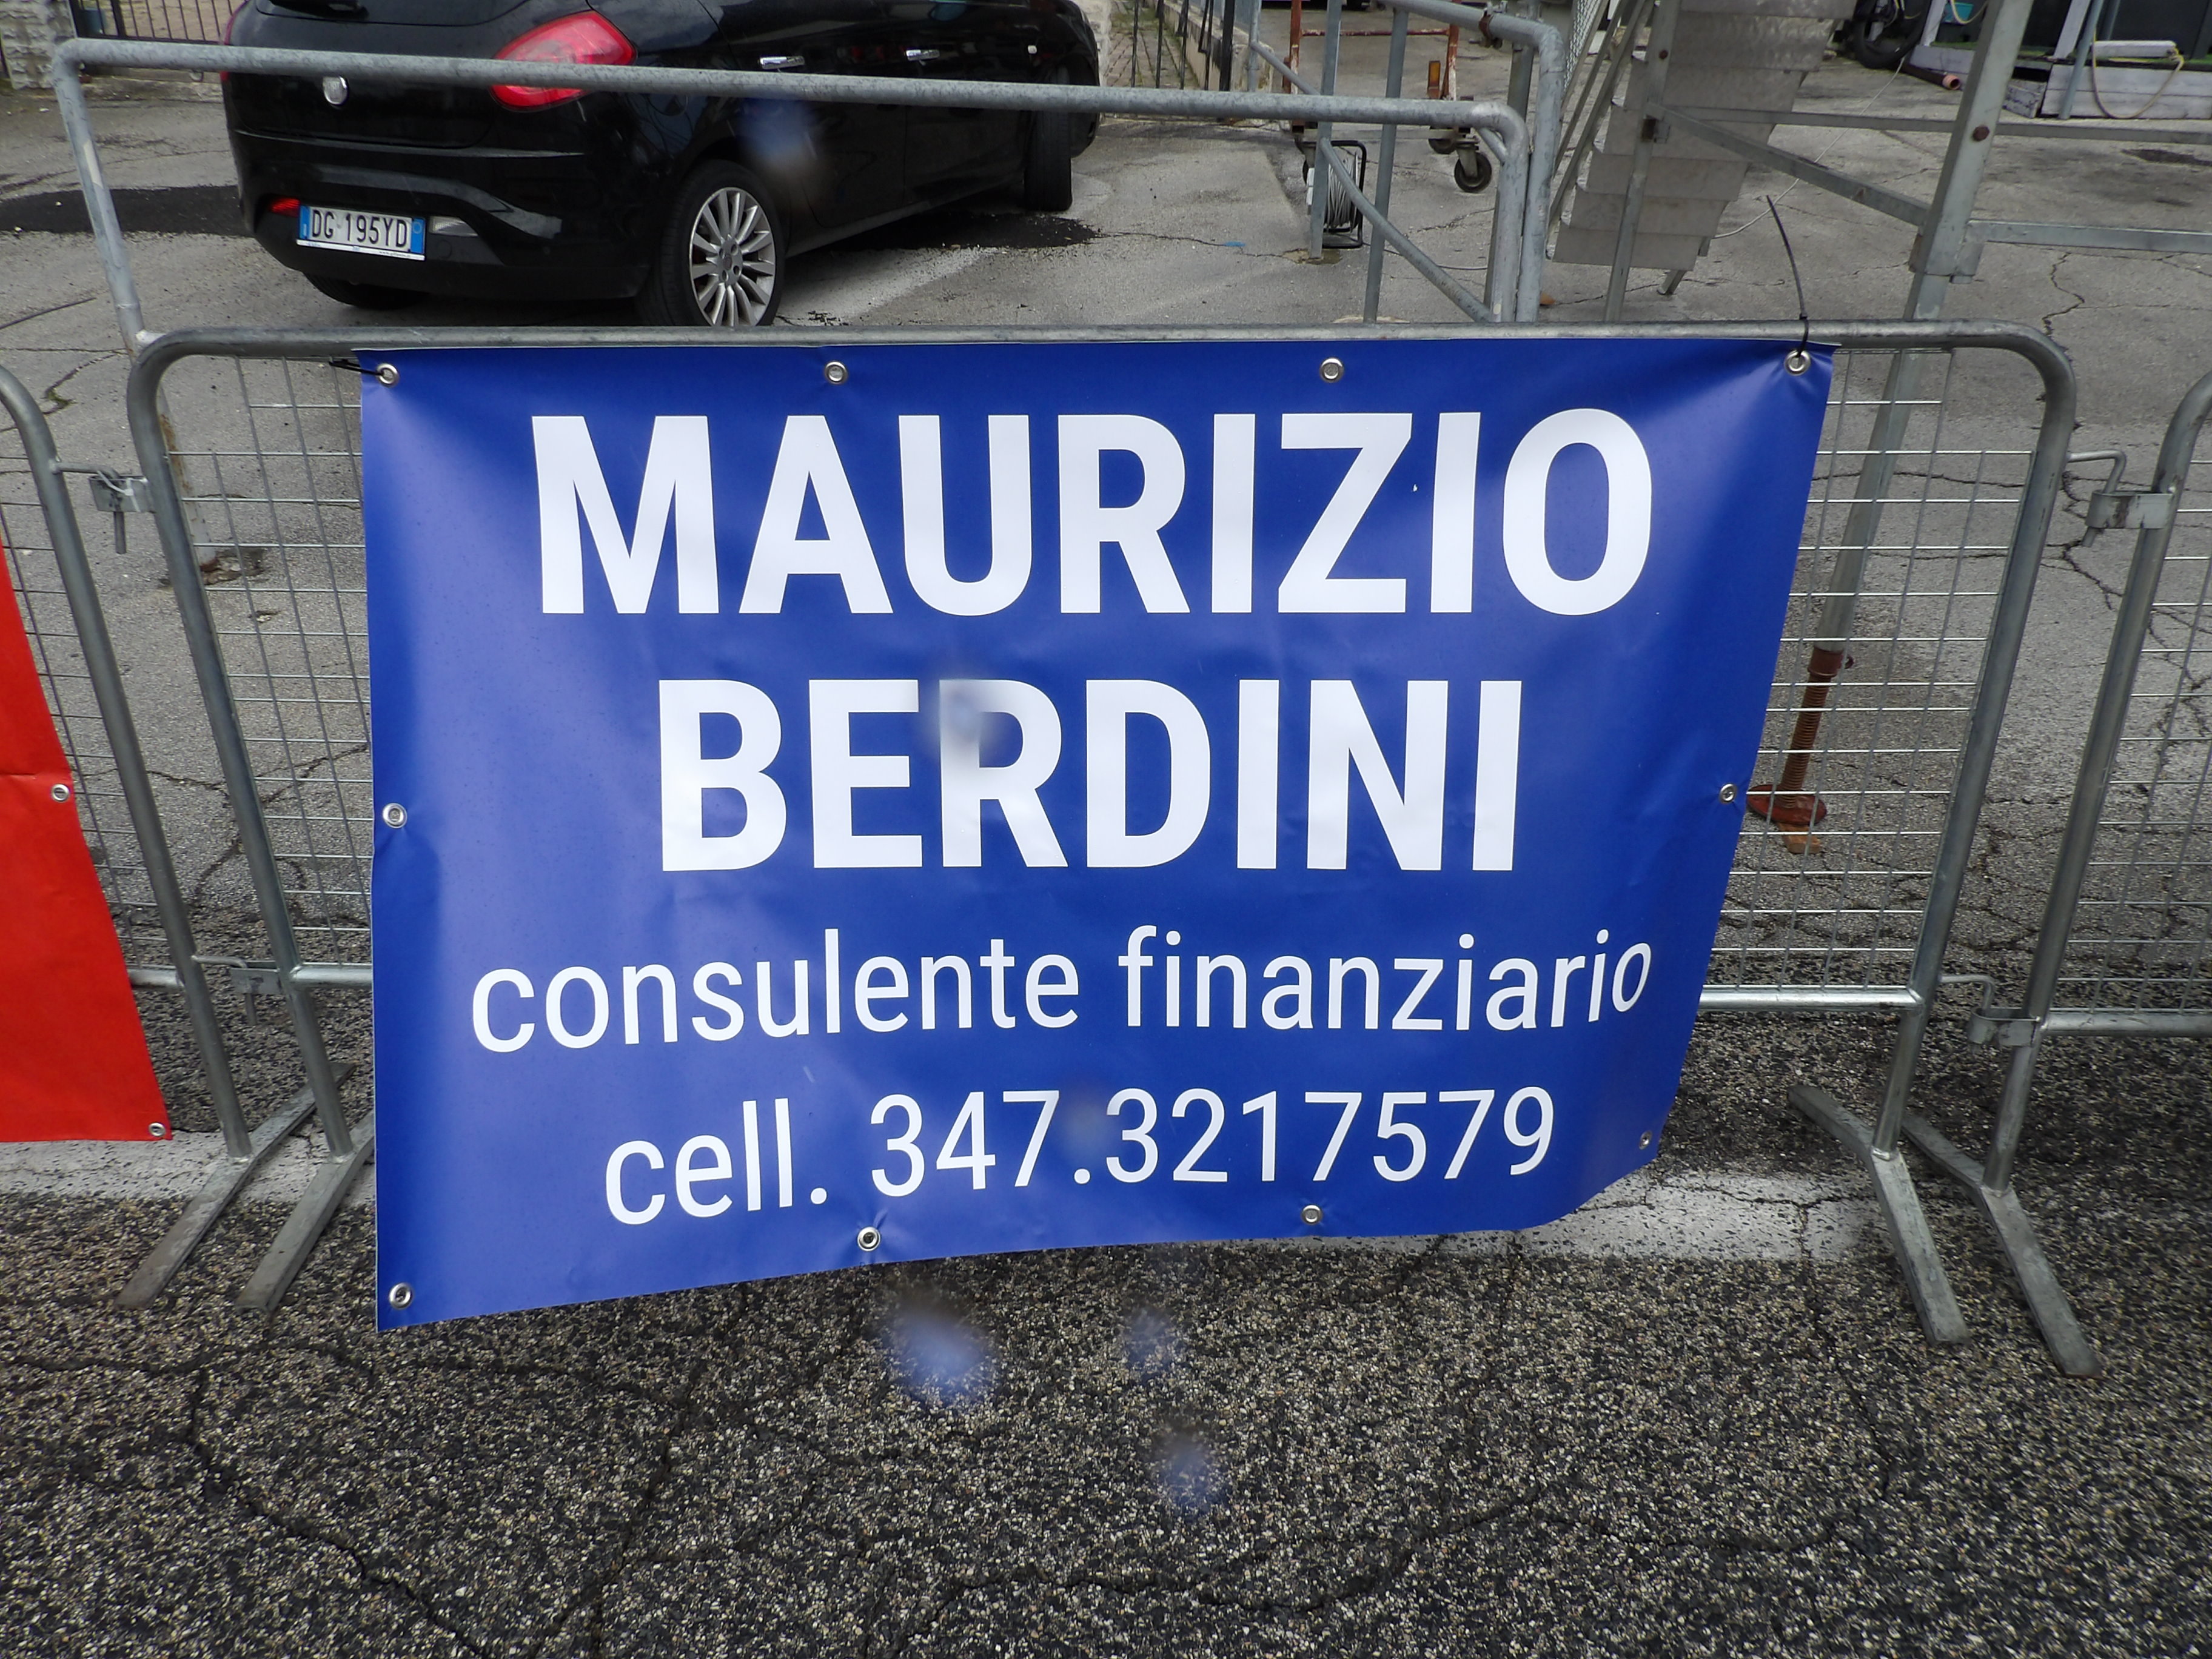 DG 195YD
MAURIZIO
BERDINI
consulente finanziario
cell. 347.3217579